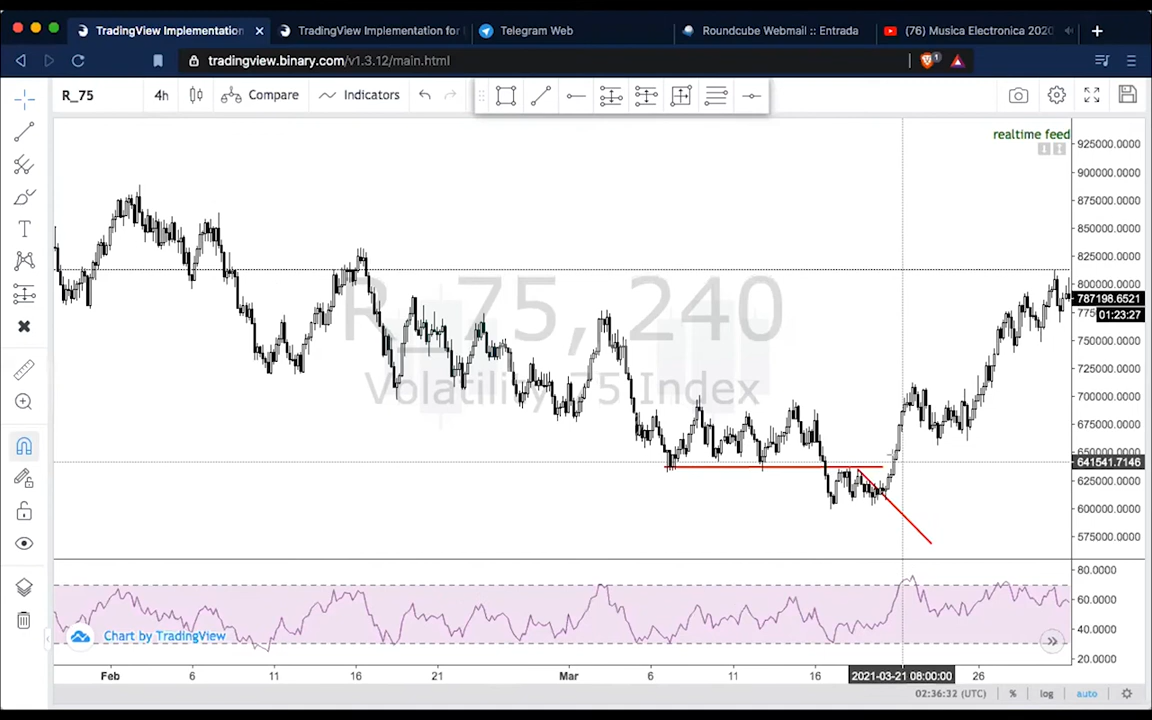 TradingView Implementation
TradingView Implementation for
Telegram Web
Roundcube Webmail :: Entrada
(76) Musica Electronica 2020
tradingview.binary.com/v1.3.12/main.html
1
R_75
4h
Compare
Indicators
realtime feed
R_75, 240
Volatility 75 Index
925000.0000
900000.0000
875000.0000
850000.0000
825000.0000
800000.0000
787198.6521
775
01:23:27
750000.0000
725000.0000
700000.0000
675000.0000
650000.0000
641541.7146
625000.0000
600000.0000
575000.0000
80.0000
60.0000
40.0000
20.0000
Chart by TradingView
Feb
6
11
16
21
Mar
6
11
16
2021-03-21 08:00:00
26
02:36:32 (UTC)
%
log
auto